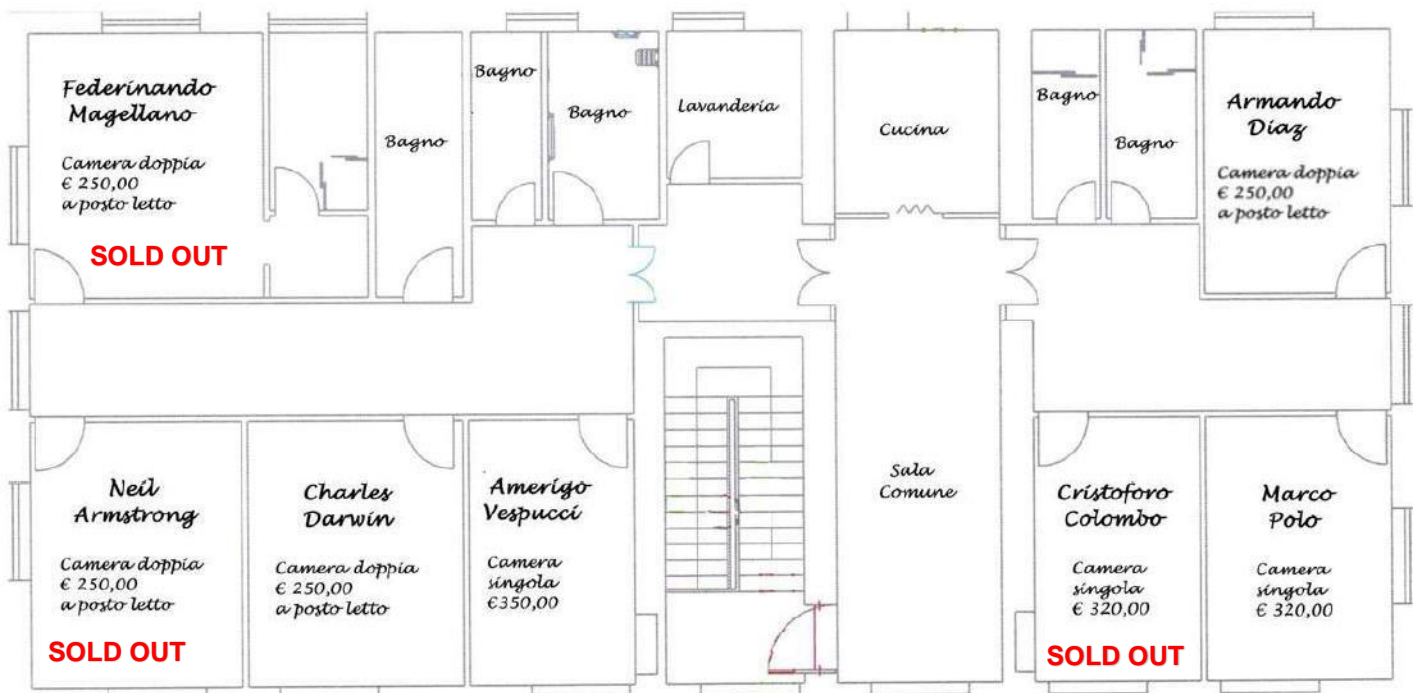 Federinando
Magellano
Camera doppia
€ 250,00
a posto letto
SOLD OUT
Bagno
Bagno
Bagno
Lavanderia
Cucina
Bagno
Bagno
Armando
Diaz
Camera doppia
€ 250,00
a posto letto
Neil
Armstrong
Camera doppia
€ 250,00
a posto letto
SOLD OUT
Charles
Darwin
Camera doppia
€ 250,00
a posto letto
Amerigo
Vespucci
Camera
singola
€350,00
Sala
Comune
Cristoforo
Colombo
Camera
singola
€ 320,00
SOLD OUT
Marco
Polo
Camera
singola
€ 320,00